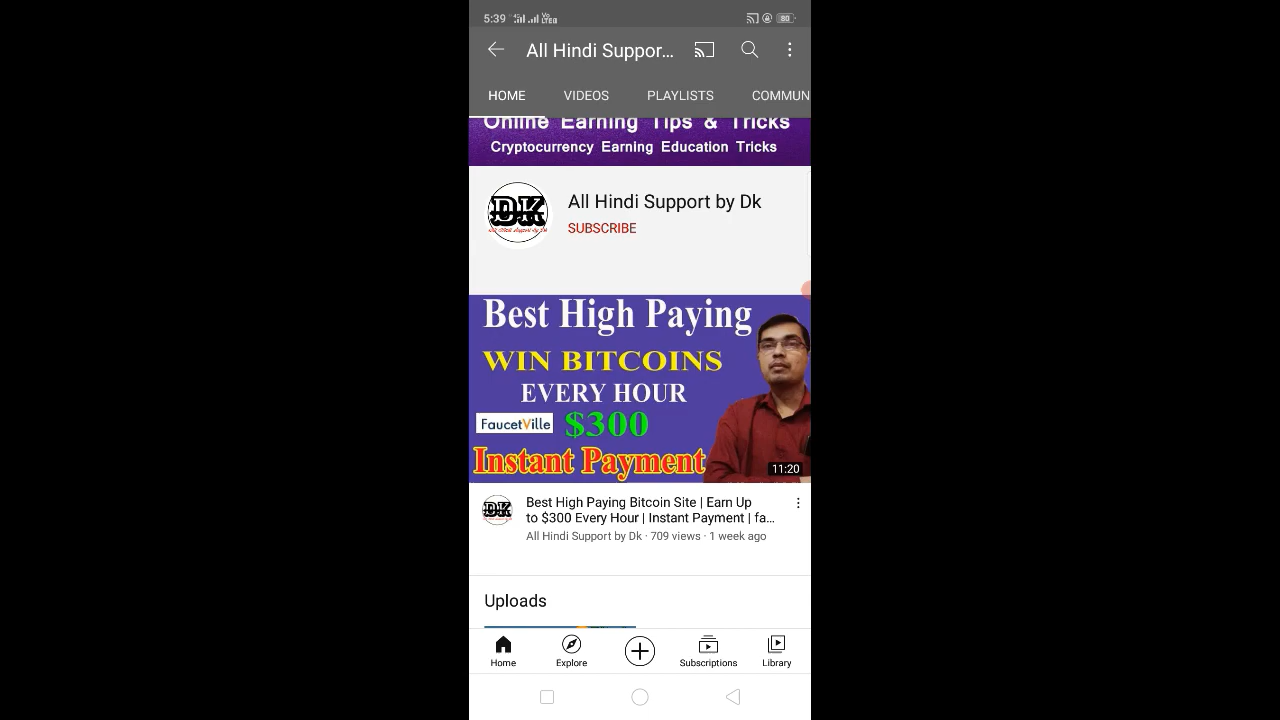 5:39
80
All Hindi Suppor...
HOME VIDEOS PLAYLISTS COMMUN
Online Earning Tips & Tricks
Cryptocurrency Earning Education Tricks
DK
All Hindi Support by Dk
SUBSCRIBE
Best High Paying
WIN BITCOINS
EVERY HOUR
FaucetVille $300
Instant Payment
11:20
DK
Best High Paying Bitcoin Site | Earn Up
to $300 Every Hour | Instant Payment | fa...
All Hindi Support by Dk · 709 views · 1 week ago
Uploads
Home Explore Subscriptions Library